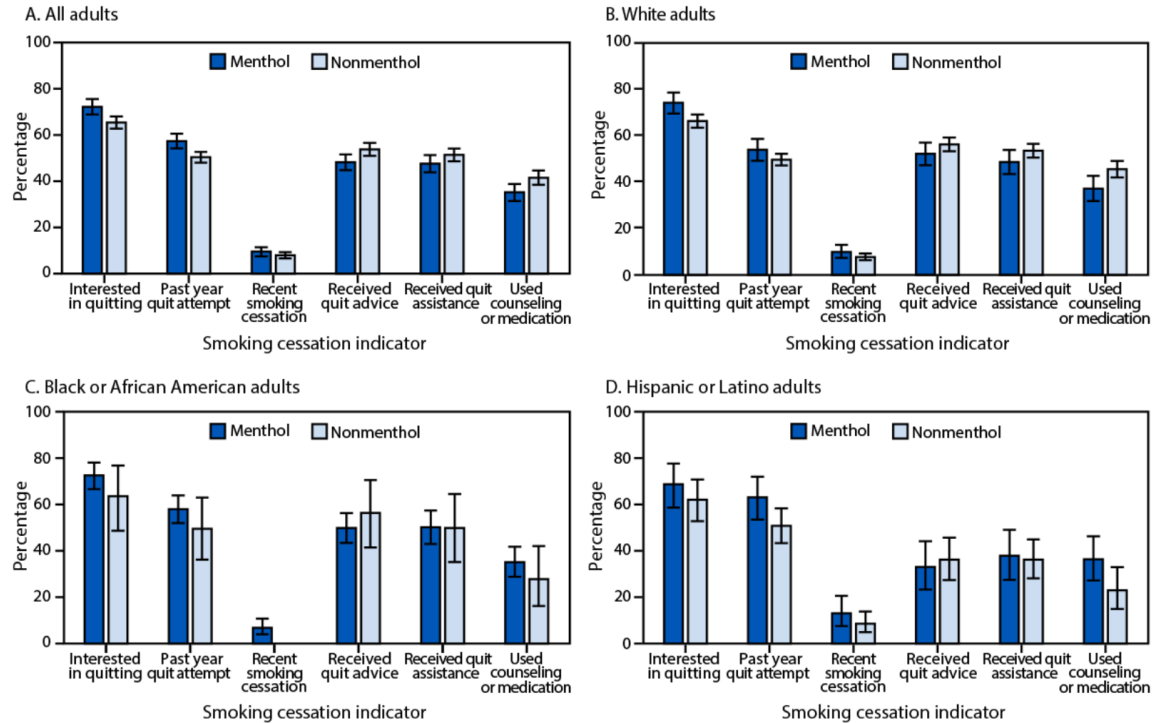 A. All adults
100
80
60
40
20
0
Percentage
Menthol Nonmenthol
Interested
in quitting
Past year
quit attempt
Recent
smoking
cessation
Received
quit advice
Received quit
assistance
Used
counseling
or medication
Smoking cessation indicator
B. White adults
100
80
60
40
20
0
Percentage
Menthol Nonmenthol
Interested
in quitting
Past year
quit attempt
Recent
smoking
cessation
Received
quit advice
Received quit
assistance
Used
counseling
or medication
Smoking cessation indicator
C. Black or African American adults
100
80
60
40
20
0
Percentage
Menthol Nonmenthol
Interested
in quitting
Past year
quit attempt
Recent
smoking
cessation
Received
quit advice
Received quit
assistance
Used
counseling
or medication
Smoking cessation indicator
D. Hispanic or Latino adults
100
80
60
40
20
0
Percentage
Menthol Nonmenthol
Interested
in quitting
Past year
quit attempt
Recent
smoking
cessation
Received
quit advice
Received quit
assistance
Used
counseling
or medication
Smoking cessation indicator